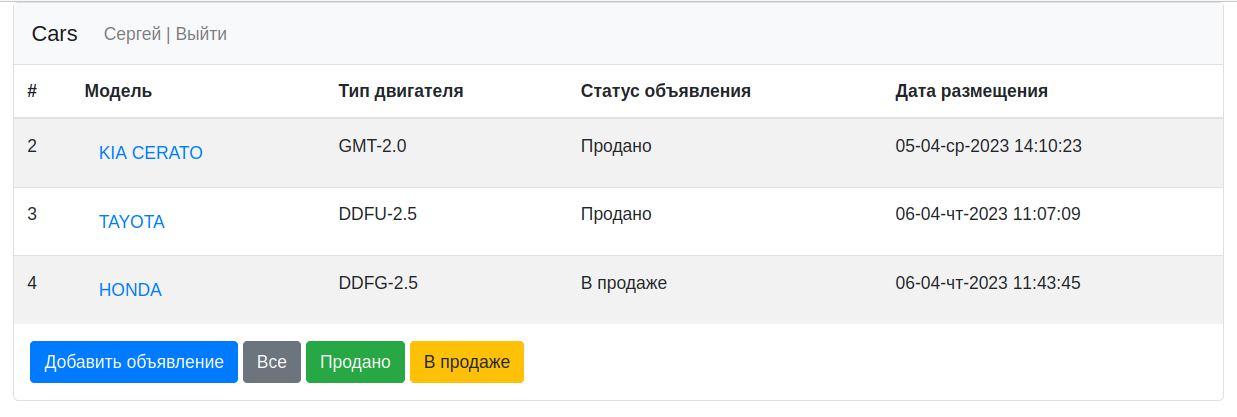 Cars Сергей | Выйти
# Модель Тип двигателя Статус объявления Дата размещения
2 KIA CERATO GMT-2.0 Продано 05-04-ср-2023 14:10:23
3 TAYOTA DDFU-2.5 Продано 06-04-чт-2023 11:07:09
4 HONDA DDFG-2.5 В продаже 06-04-чт-2023 11:43:45
Добавить объявление Все Продано В продаже